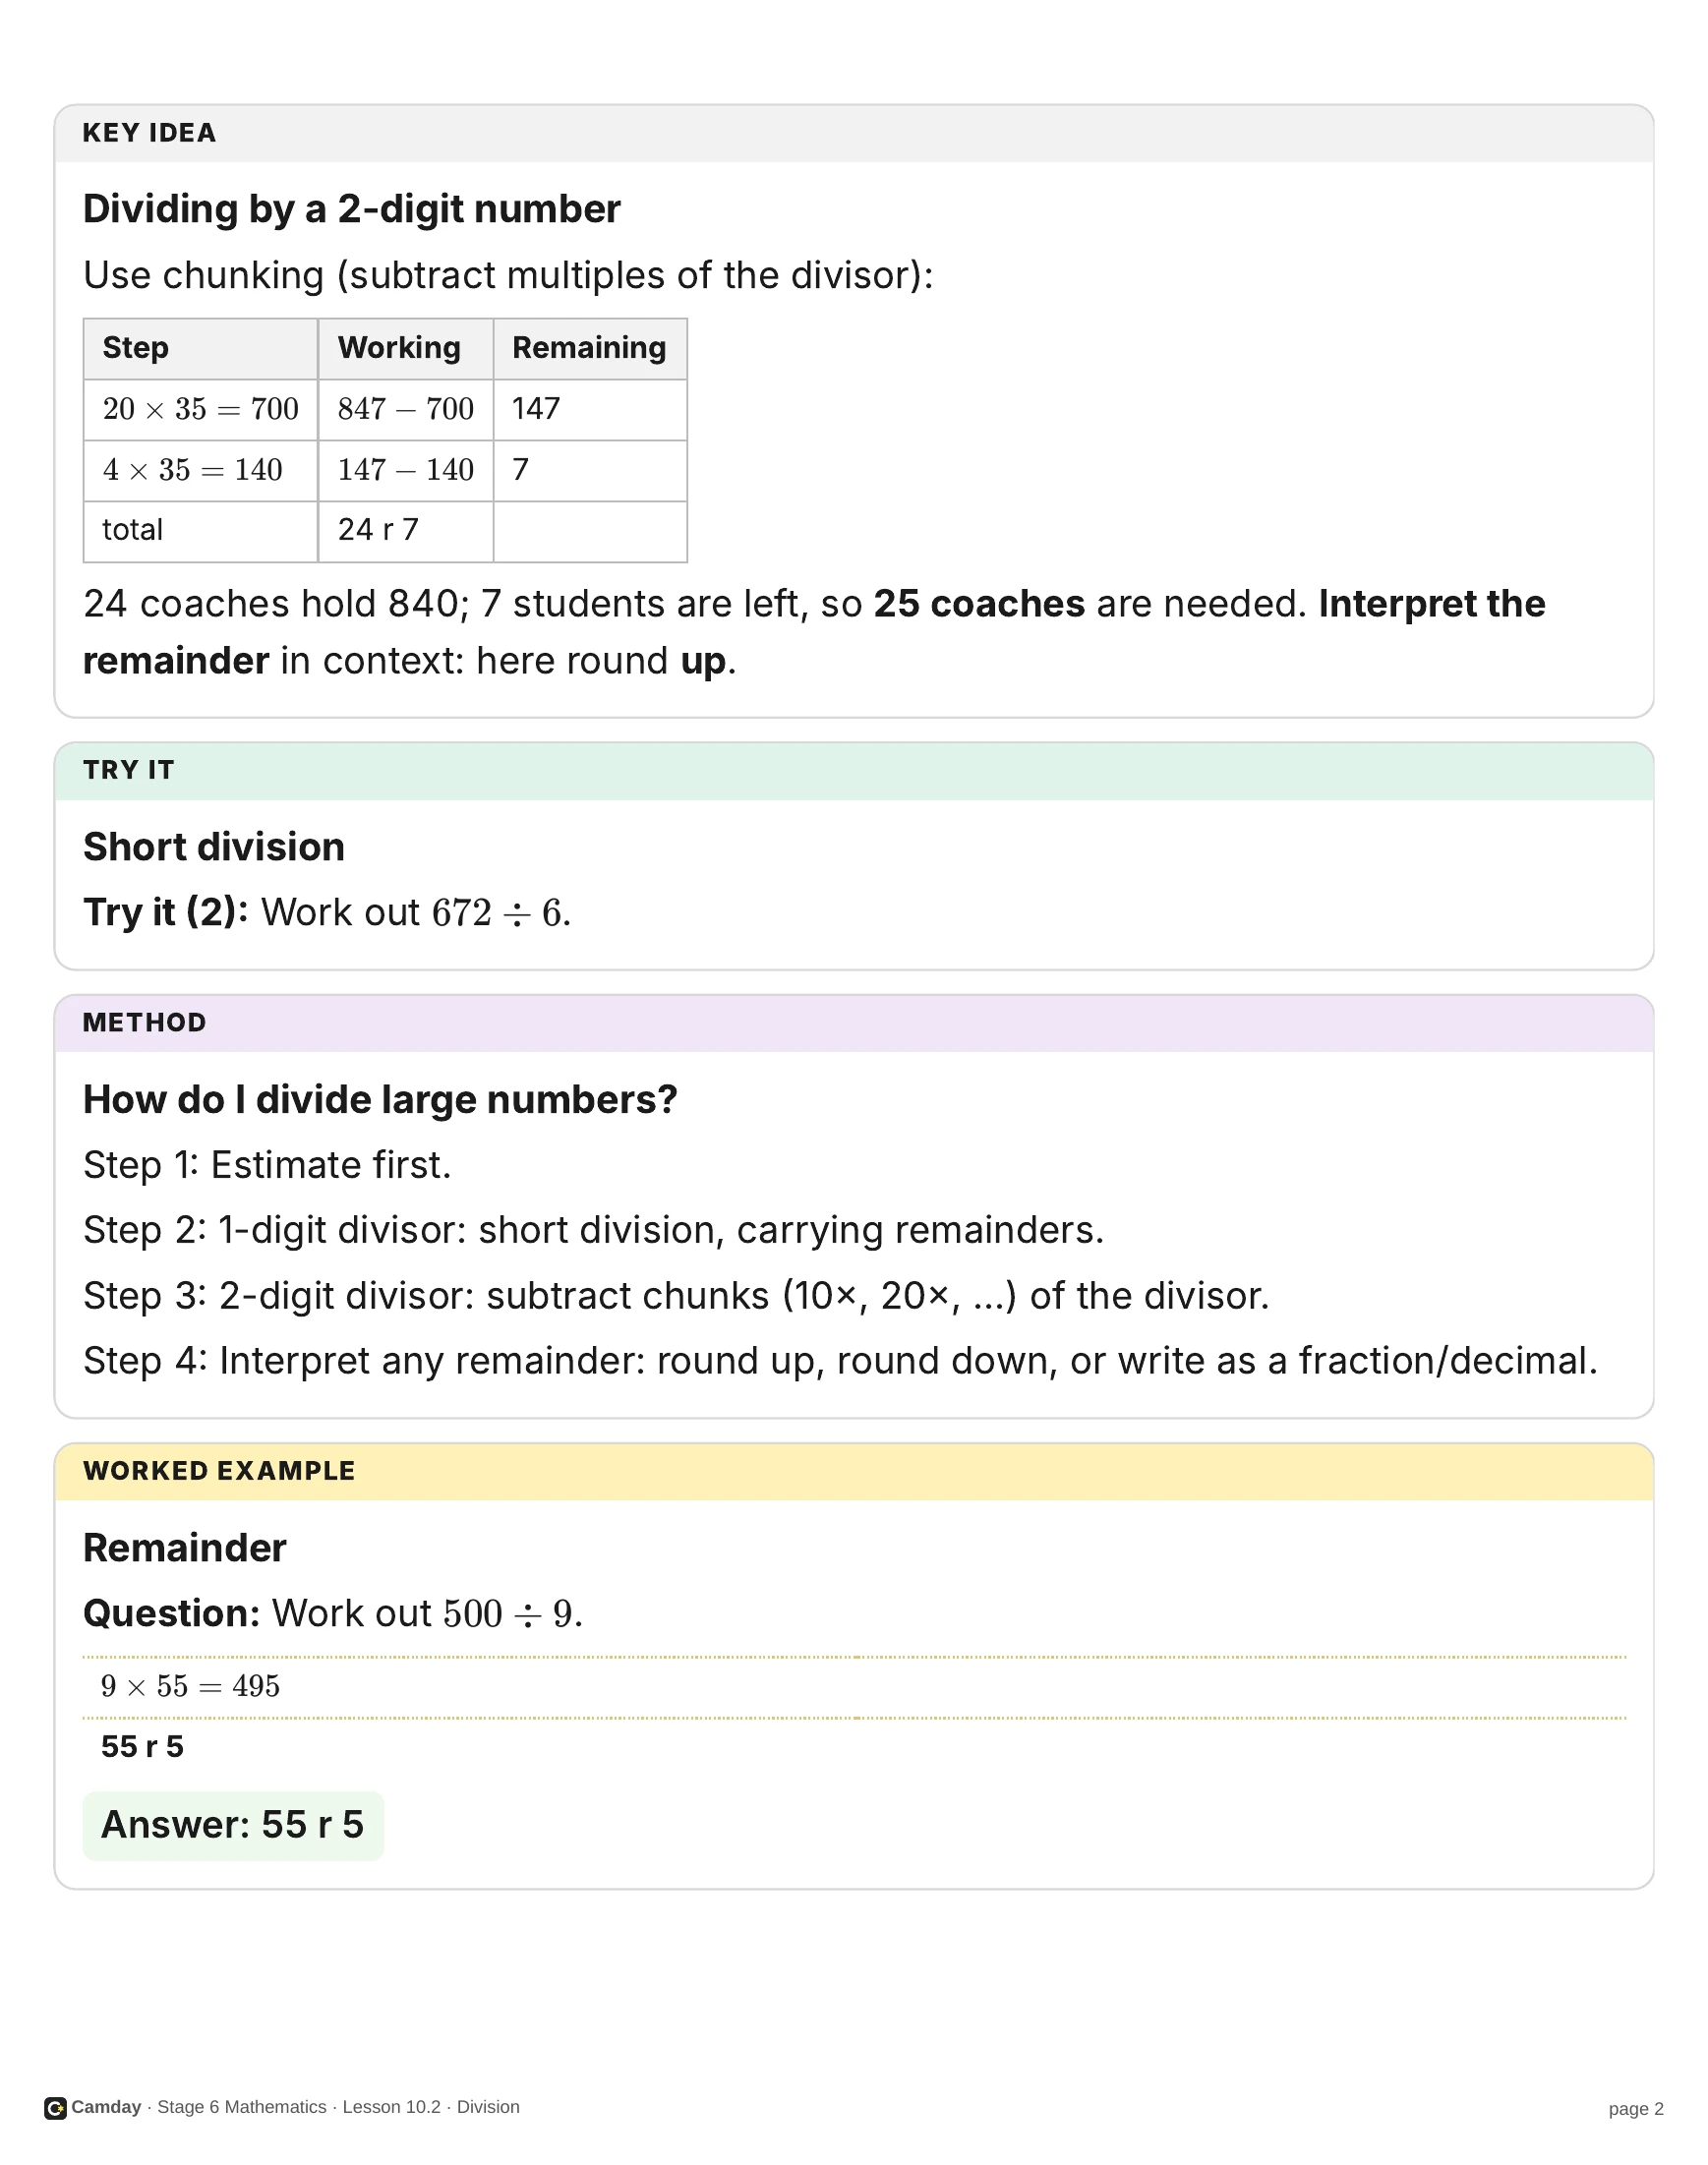 KEY IDEA
Dividing by a 2-digit number
Use chunking (subtract multiples of the divisor):
Step Working Remaining
20 × 35 = 700 847 − 700 147
4 × 35 = 140 147 − 140 7
total 24 r 7
24 coaches hold 840; 7 students are left, so 25 coaches are needed. Interpret the
remainder in context: here round up.
TRY IT
Short division
Try it (2): Work out 672 ÷ 6.
METHOD
How do I divide large numbers?
Step 1: Estimate first.
Step 2: 1-digit divisor: short division, carrying remainders.
Step 3: 2-digit divisor: subtract chunks (10×, 20×, ...) of the divisor.
Step 4: Interpret any remainder: round up, round down, or write as a fraction/decimal.
WORKED EXAMPLE
Remainder
Question: Work out 500 ÷ 9.
9 × 55 = 495
55 r 5
Answer: 55 r 5
Camday · Stage 6 Mathematics · Lesson 10.2 · Division
page 2